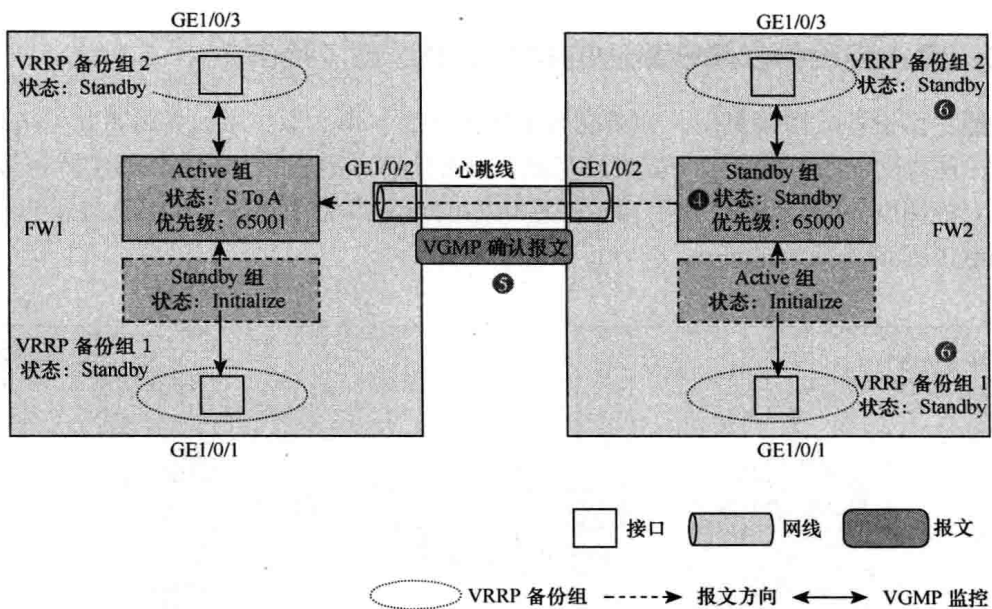 GE1/0/3
VRRP 备份组 2
状态：Standby
Active 组
状态：S To A
优先级：65001
FW1
Standby 组
状态：Initialize
VRRP 备份组 1
状态：Standby
GE1/0/1
GE1/0/2
心跳线
GE1/0/2
VGMP 确认报文
❺
GE1/0/3
VRRP 备份组 2
状态：Standby
❻
Standby 组
❹
状态：Standby
优先级：65000
FW2
Active 组
状态：Initialize
❻
VRRP 备份组 1
状态：Standby
GE1/0/1
接口
网线
报文
VRRP 备份组
报文方向
VGMP 监控